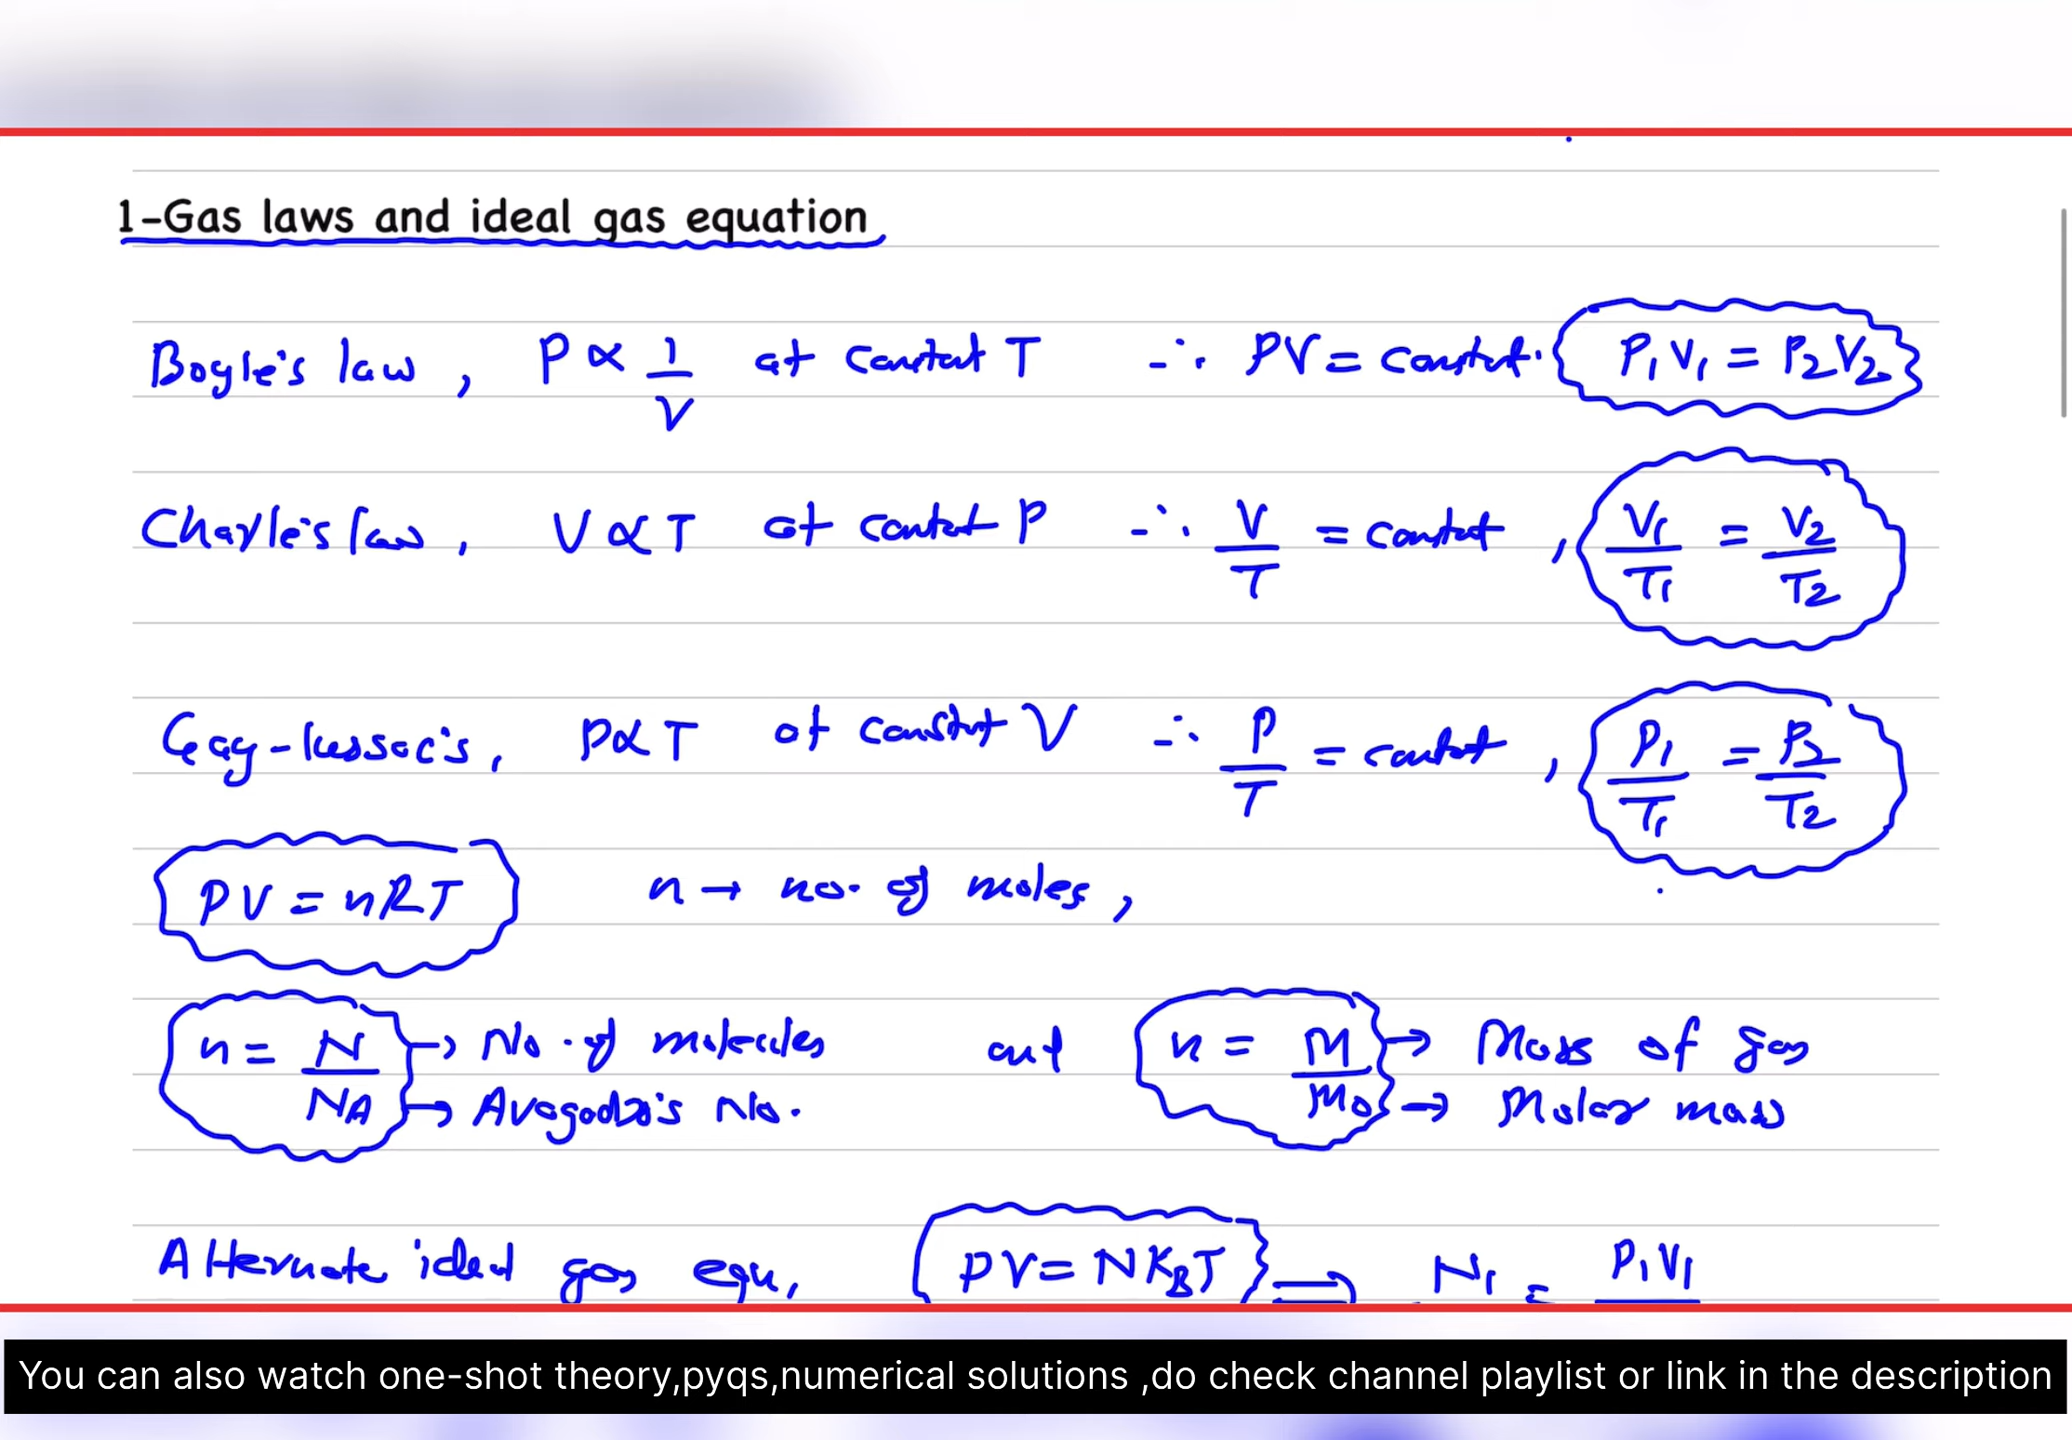 1-Gas laws and ideal gas equation
Boyle's law, P ∝ 1/V at constant T ∴ PV = constant. P₁V₁ = P₂V₂
Charle's law, V ∝ T at constant P ∴ V/T = constant, V₁/T₁ = V₂/T₂
Gay-lussac's, P ∝ T at constant V ∴ P/T = constant, P₁/T₁ = P₂/T₂
PV = nRT n → no. of moles,
n = N/NA → No. of molecules → Avagadro's No. and n = M/Mo → Mass of gas → Molar mass
Alternate ideal gas equ, PV = NKBT ⇒ N₁ = P₁V₁
You can also watch one-shot theory,pyqs,numerical solutions ,do check channel playlist or link in the description